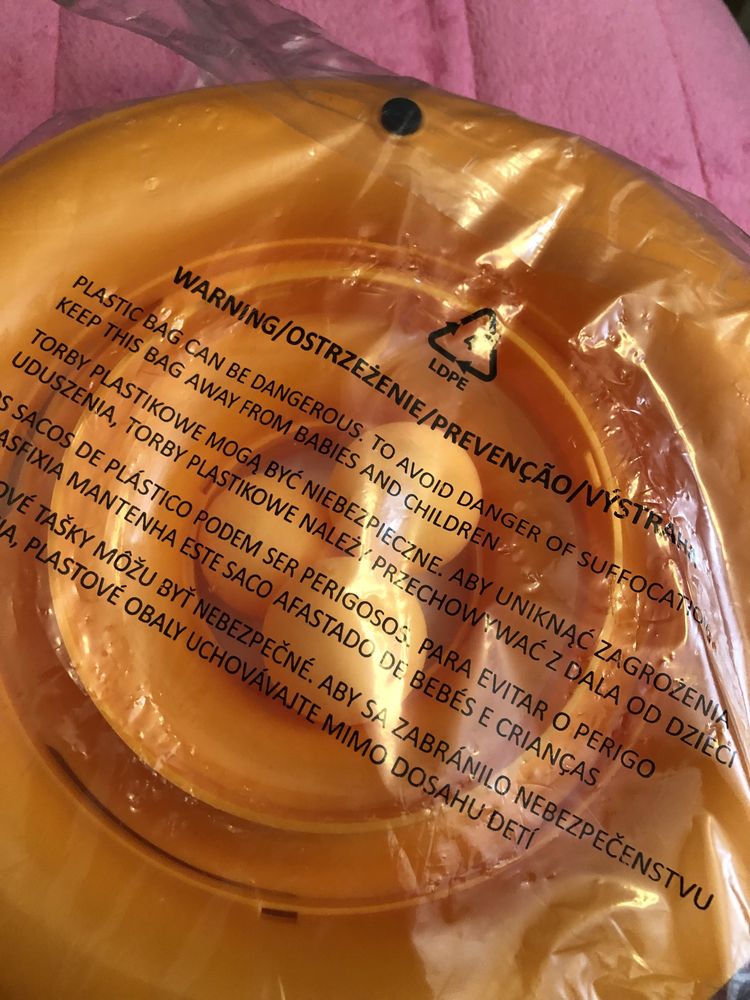 4
LDPE
WARNING/OSTRZEŻENIE/PREVENÇÃO/
PLASTIC BAG CAN BE DANGEROUS. TO AVOID DANGER OF SUFFOCATION.
KEEP THIS BAG AWAY FROM BABIES AND CHILDREN
TORBY PLASTIKOWE MOGĄ BYĆ NIEBEZPIECZNE. ABY UNIKNĄĆ ZAGROŻENIA
UDUSZENIA, TORBY PLASTIKOWE NALEŻY PRZECHOWYWAĆ Z DALA OD DZIECI
SACOS DE PLÁSTICO PODEM SER PERIGOSOS. PARA EVITAR O PERIGO
ASFIXIA MANTENHA ESTE SACO AFASTADO DE BEBÉS E CRIANÇAS
TAŠKY MÔŽU BYŤ NEBEZPEČNÉ. ABY SA ZABRÁNILO NEBEZPEČENSTVU
PLASTOVÉ OBALY UCHOVÁVAJTE MIMO DOSAHU DETÍ